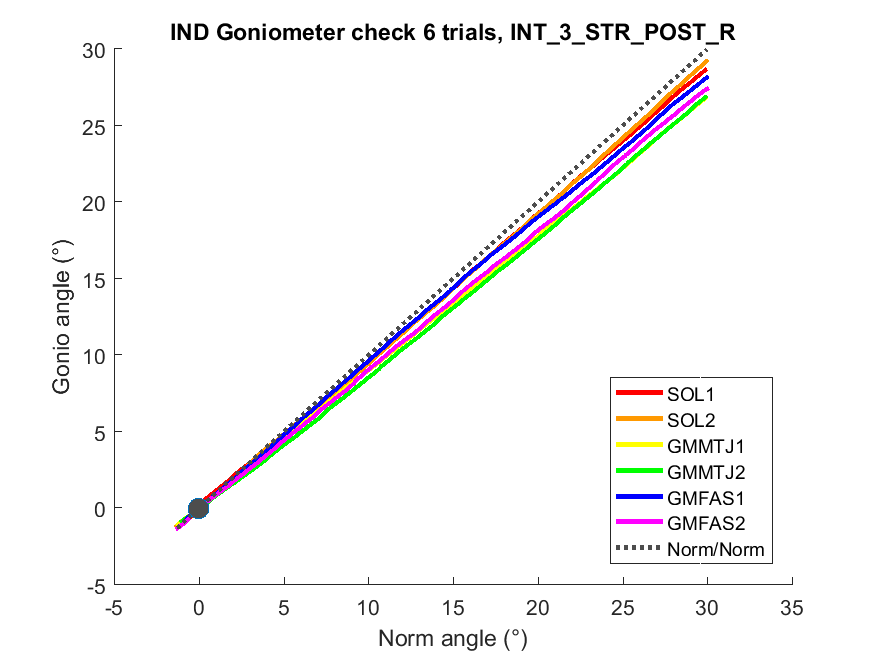 IND Goniometer check 6 trials, INT_3_STR_POST_R
30
25
20
15
10
5
0
-5
Gonio angle (°)
-5 0 5 10 15 20 25 30 35
Norm angle (°)
SOL1
SOL2
GMMTJ1
GMMTJ2
GMFAS1
GMFAS2
Norm/Norm